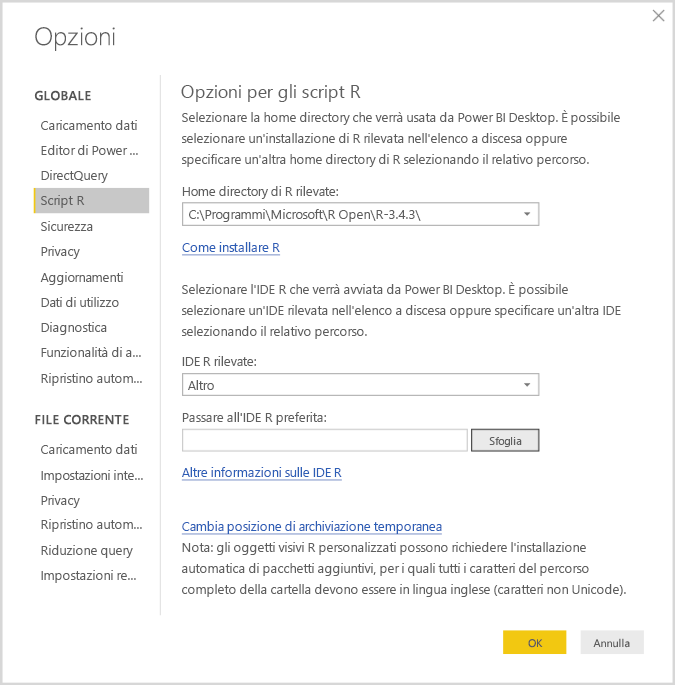 Opzioni
GLOBALE
Caricamento dati
Editor di Power ...
DirectQuery
Script R
Sicurezza
Privacy
Aggiornamenti
Dati di utilizzo
Diagnostica
Funzionalità di a...
Ripristino autom...
FILE CORRENTE
Caricamento dati
Impostazioni inte...
Privacy
Ripristino autom...
Riduzione query
Impostazioni re...
Opzioni per gli script R
Selezionare la home directory che verrà usata da Power BI Desktop. È possibile
selezionare un'installazione di R rilevata nell'elenco a discesa oppure
specificare un'altra home directory di R selezionando il relativo percorso.
Home directory di R rilevate:
C:\Programmi\Microsoft\R Open\R-3.4.3\
Come installare R
Selezionare l'IDE R che verrà avviata da Power BI Desktop. È possibile
selezionare un'IDE rilevata nell'elenco a discesa oppure specificare un'altra IDE
selezionando il relativo percorso.
IDE R rilevate:
Altro
Passare all'IDE R preferita:
Sfoglia
Altre informazioni sulle IDE R
Cambia posizione di archiviazione temporanea
Nota: gli oggetti visivi R personalizzati possono richiedere l'installazione
automatica di pacchetti aggiuntivi, per i quali tutti i caratteri del percorso
completo della cartella devono essere in lingua inglese (caratteri non Unicode).
OK
Annulla